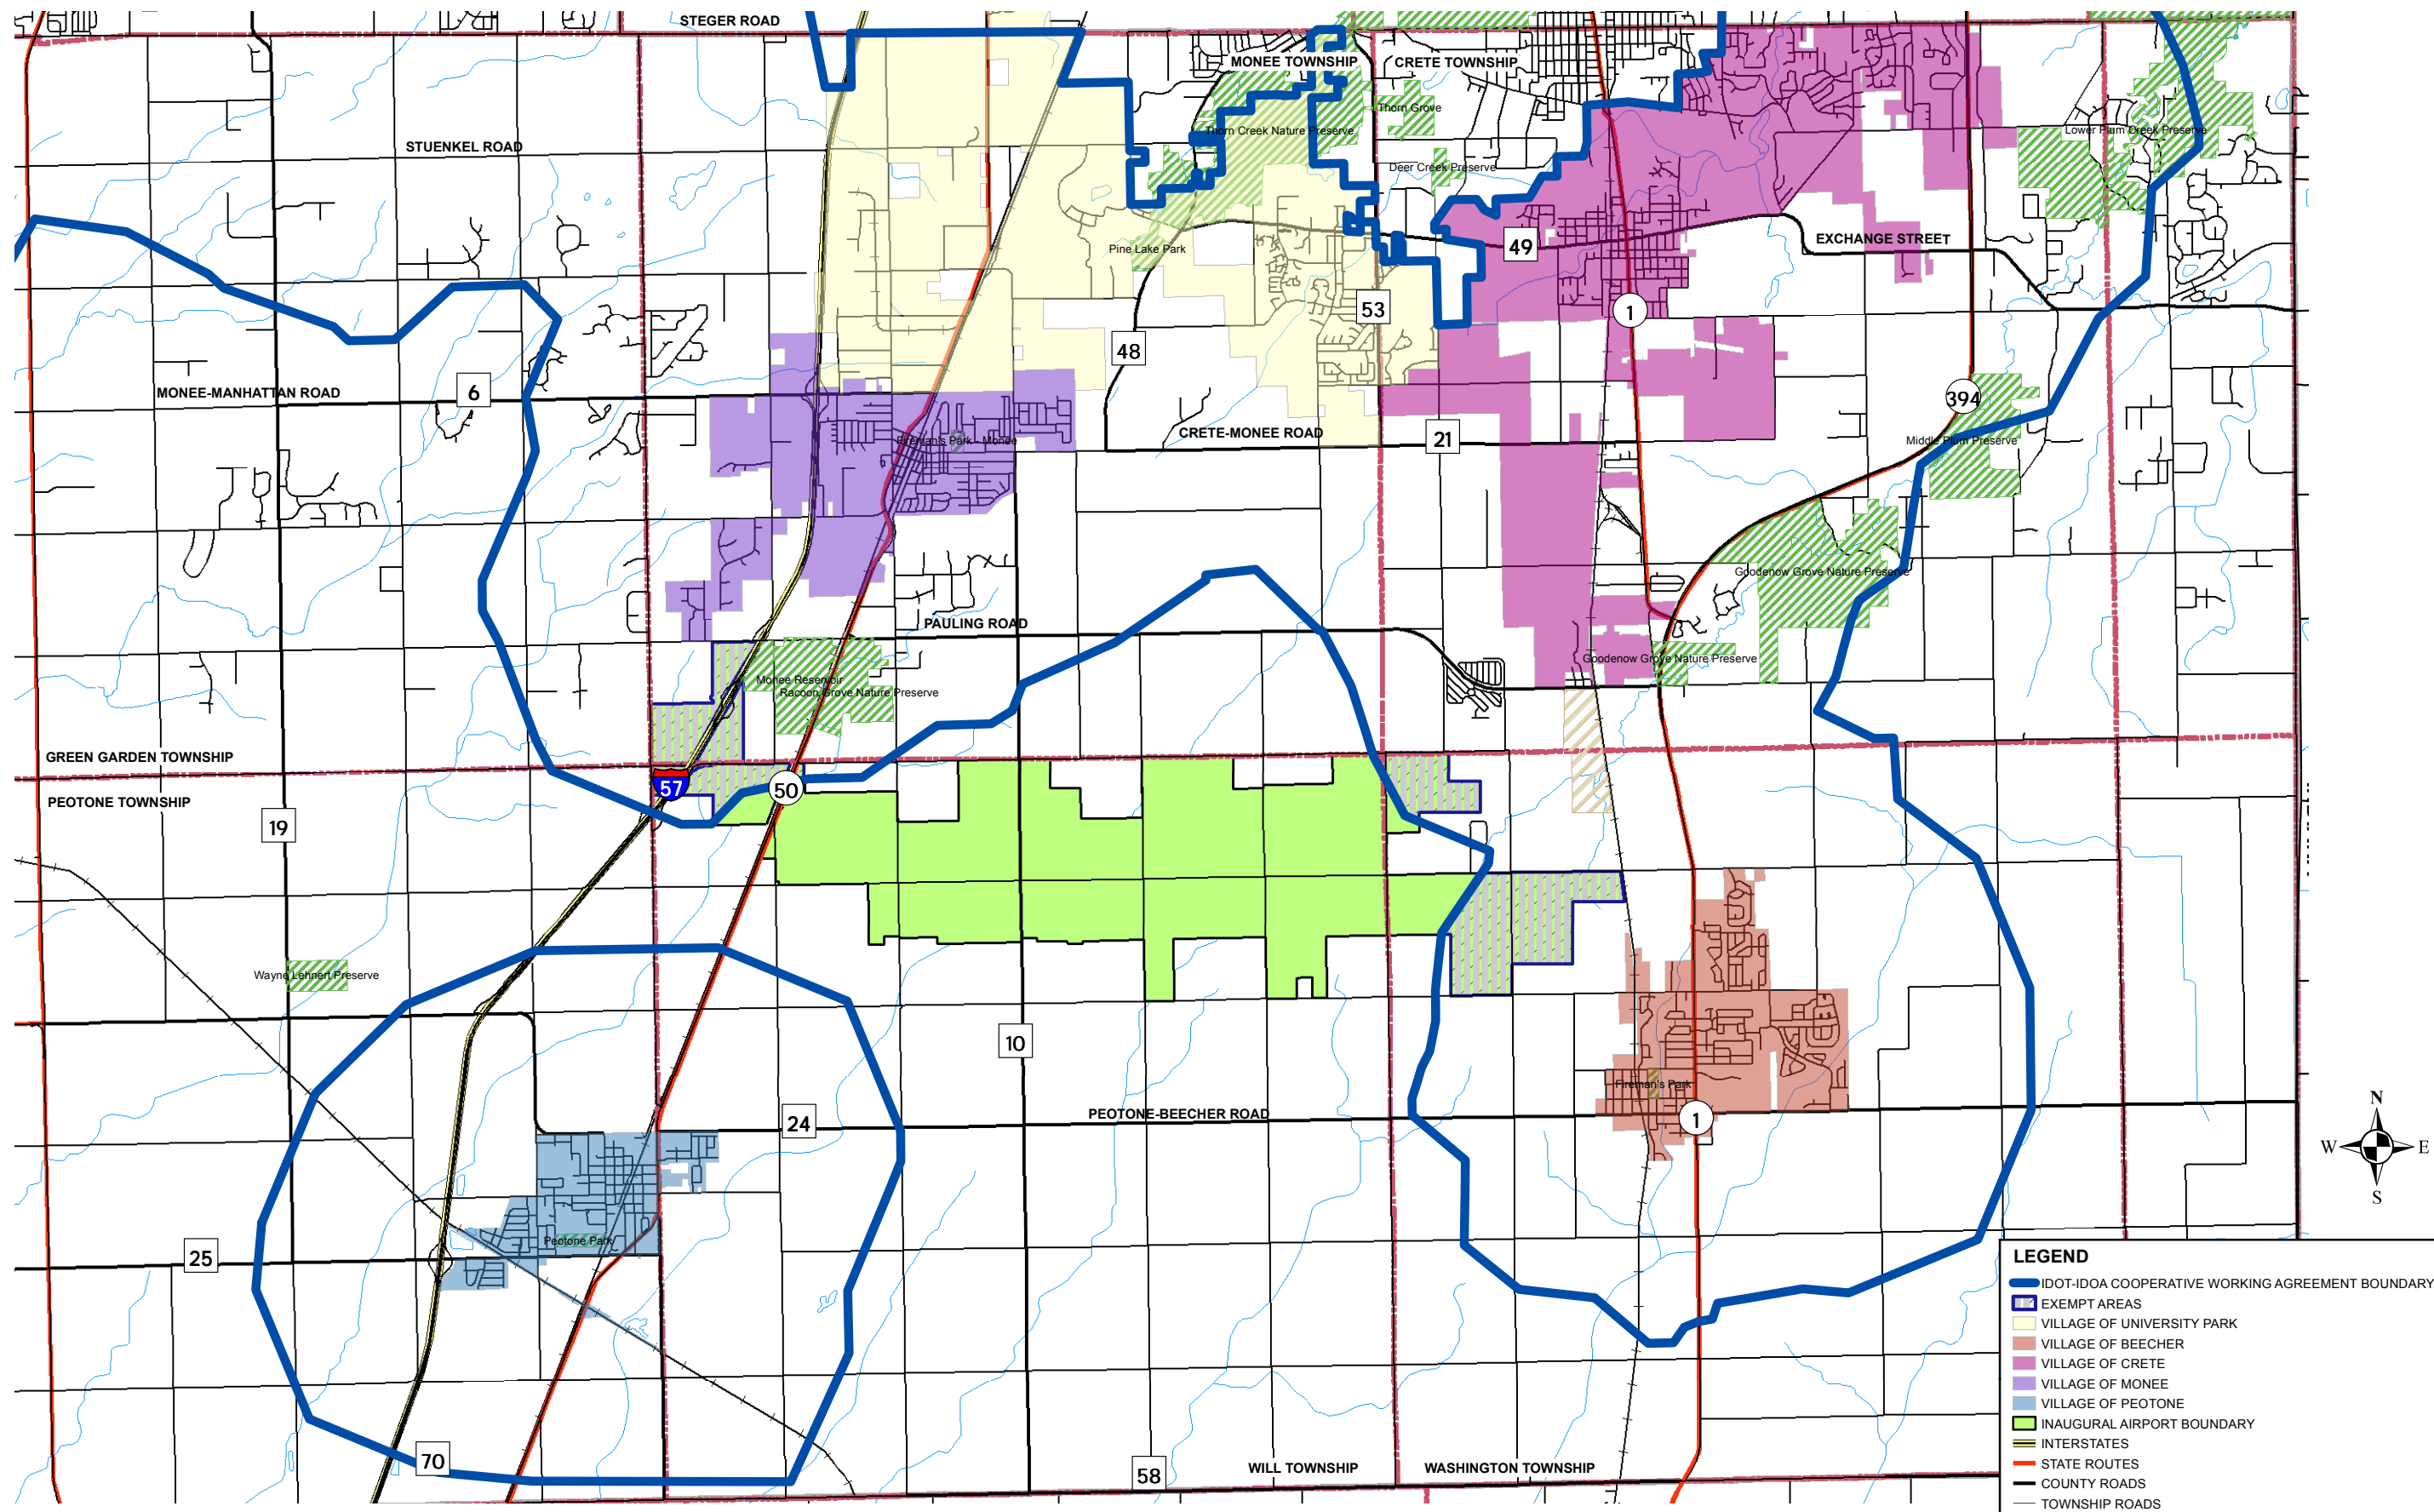 STEGER ROAD
MONEE TOWNSHIP
CRETE TOWNSHIP
Thorn Grove
Thorn Creek Nature Preserve
Lower Plum Creek Preserve
STUENKEL ROAD
Deer Creek Preserve
Pine Lake Park
49
EXCHANGE STREET
53
1
48
MONEE-MANHATTAN ROAD
6
394
Fireman's Park - Monee
CRETE-MONEE ROAD
21
Middle Plum Preserve
Goodenow Grove Nature Preserve
PAULING ROAD
Goodenow Grove Nature Preserve
Monee Reservoir
Racoon Grove Nature Preserve
GREEN GARDEN TOWNSHIP
57
50
PEOTONE TOWNSHIP
19
Wayne Lehnert Preserve
10
Fireman's Park
24
PEOTONE-BEECHER ROAD
1
N
W
E
S
Peotone Park
25
70
58
WILL TOWNSHIP
WASHINGTON TOWNSHIP
LEGEND
IDOT-IDOA COOPERATIVE WORKING AGREEMENT BOUNDARY
EXEMPT AREAS
VILLAGE OF UNIVERSITY PARK
VILLAGE OF BEECHER
VILLAGE OF CRETE
VILLAGE OF MONEE
VILLAGE OF PEOTONE
INAUGURAL AIRPORT BOUNDARY
INTERSTATES
STATE ROUTES
COUNTY ROADS
TOWNSHIP ROADS